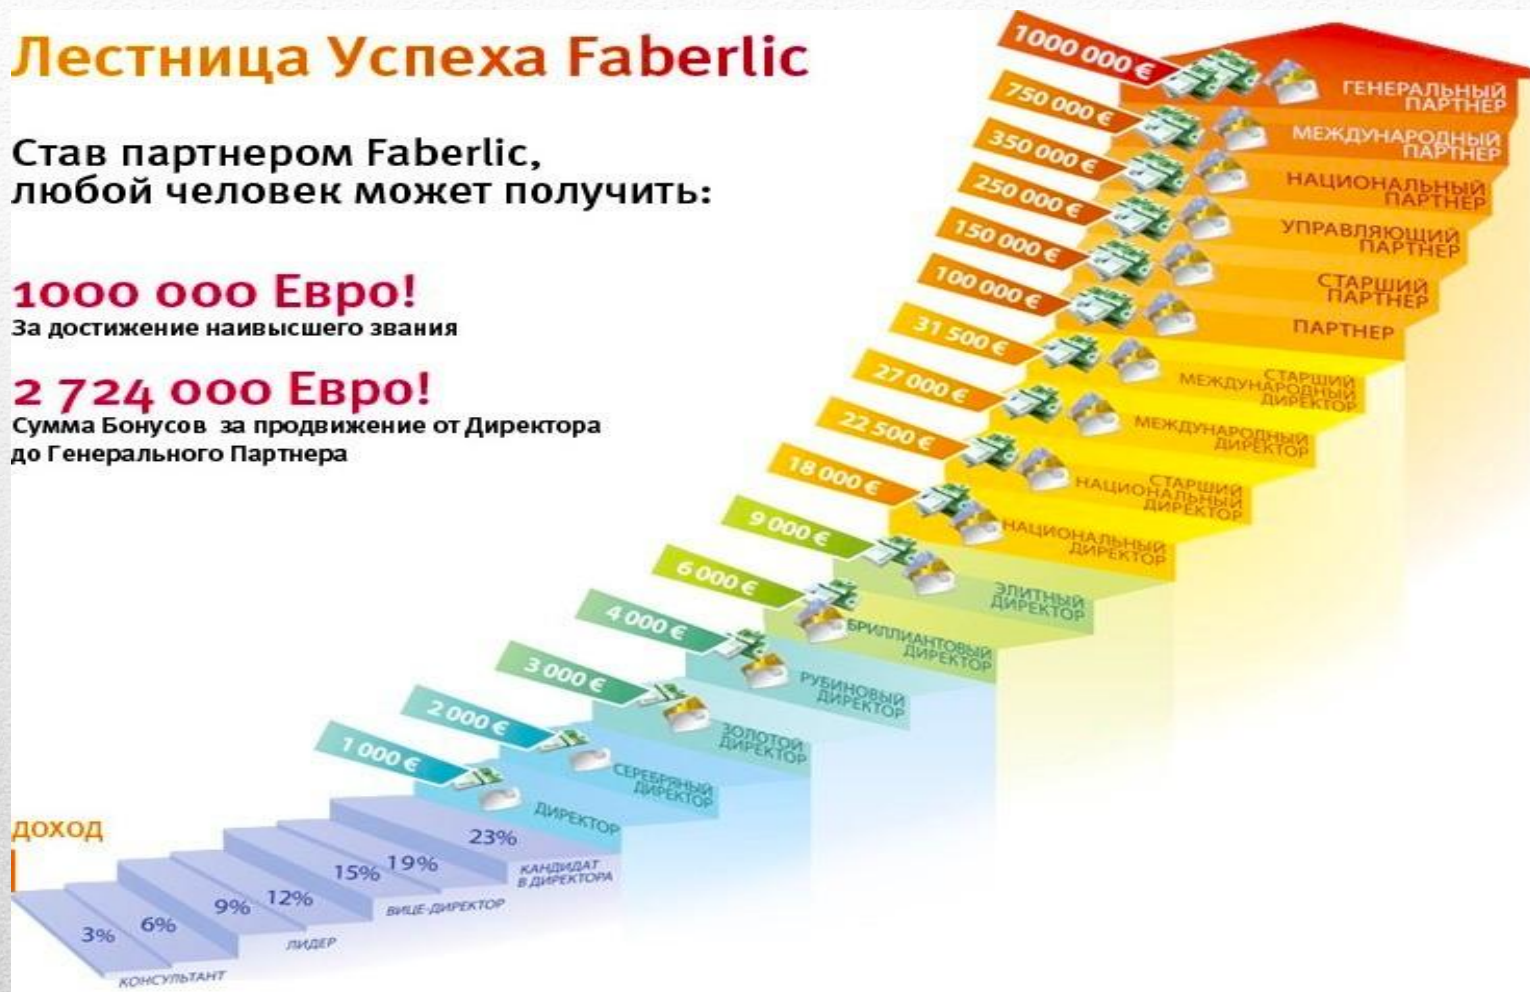 Лестница Успеха Faberlic
Став партнером Faberlic,
любой человек может получить:
1000 000 Евро!
За достижение наивысшего звания
2 724 000 Евро!
Сумма Бонусов за продвижение от Директора
до Генерального Партнера
1000 000 €
ГЕНЕРАЛЬНЫЙ
ПАРТНЕР
750 000 €
МЕЖДУНАРОДНЫЙ
ПАРТНЕР
350 000 €
НАЦИОНАЛЬНЫЙ
ПАРТНЕР
250 000 €
УПРАВЛЯЮЩИЙ
ПАРТНЕР
150 000 €
СТАРШИЙ
ПАРТНЕР
100 000 €
ПАРТНЕР
31 500 €
СТАРШИЙ
МЕЖДУНАРОДНЫЙ
ДИРЕКТОР
27 000 €
МЕЖДУНАРОДНЫЙ
ДИРЕКТОР
22 500 €
СТАРШИЙ
НАЦИОНАЛЬНЫЙ
ДИРЕКТОР
18 000 €
НАЦИОНАЛЬНЫЙ
ДИРЕКТОР
9 000 €
ЭЛИТНЫЙ
ДИРЕКТОР
6 000 €
БРИЛЛИАНТОВЫЙ
ДИРЕКТОР
4 000 €
РУБИНОВЫЙ
ДИРЕКТОР
3 000 €
ЗОЛОТОЙ
ДИРЕКТОР
2 000 €
СЕРЕБРЯНЫЙ
ДИРЕКТОР
1 000 €
ДИРЕКТОР
ДОХОД
23%
КАНДИДАТ
В ДИРЕКТОРА
15% 19%
ВИЦЕ-ДИРЕКТОР
9% 12%
ЛИДЕР
3% 6%
КОНСУЛЬТАНТ